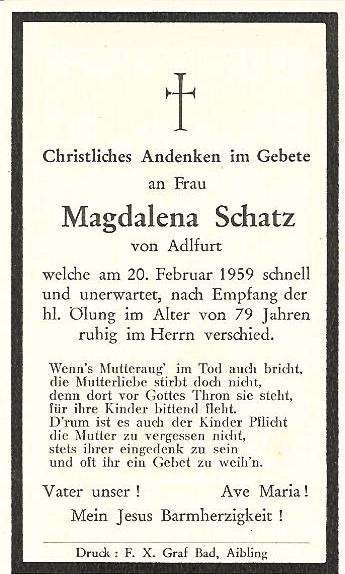 Christliches Andenken im Gebete
an Frau
Magdalena Schatz
von Adlfurt
welche am 20. Februar 1959 schnell
und unerwartet, nach Empfang der
hl. Ölung im Alter von 79 Jahren
ruhig im Herrn verschied.
Wenn's Mutteraug' im Tod auch bricht,
die Mutterliebe stirbt doch nicht,
denn dort vor Gottes Thron sie steht,
für ihre Kinder bittend fleht.
D'rum ist es auch der Kinder Pflicht
die Mutter zu vergessen nicht,
stets ihrer eingedenk zu sein
und oft ihr ein Gebet zu weih'n.
Vater unser ! Ave Maria !
Mein Jesus Barmherzigkeit !
Druck : F. X. Graf Bad, Aibling